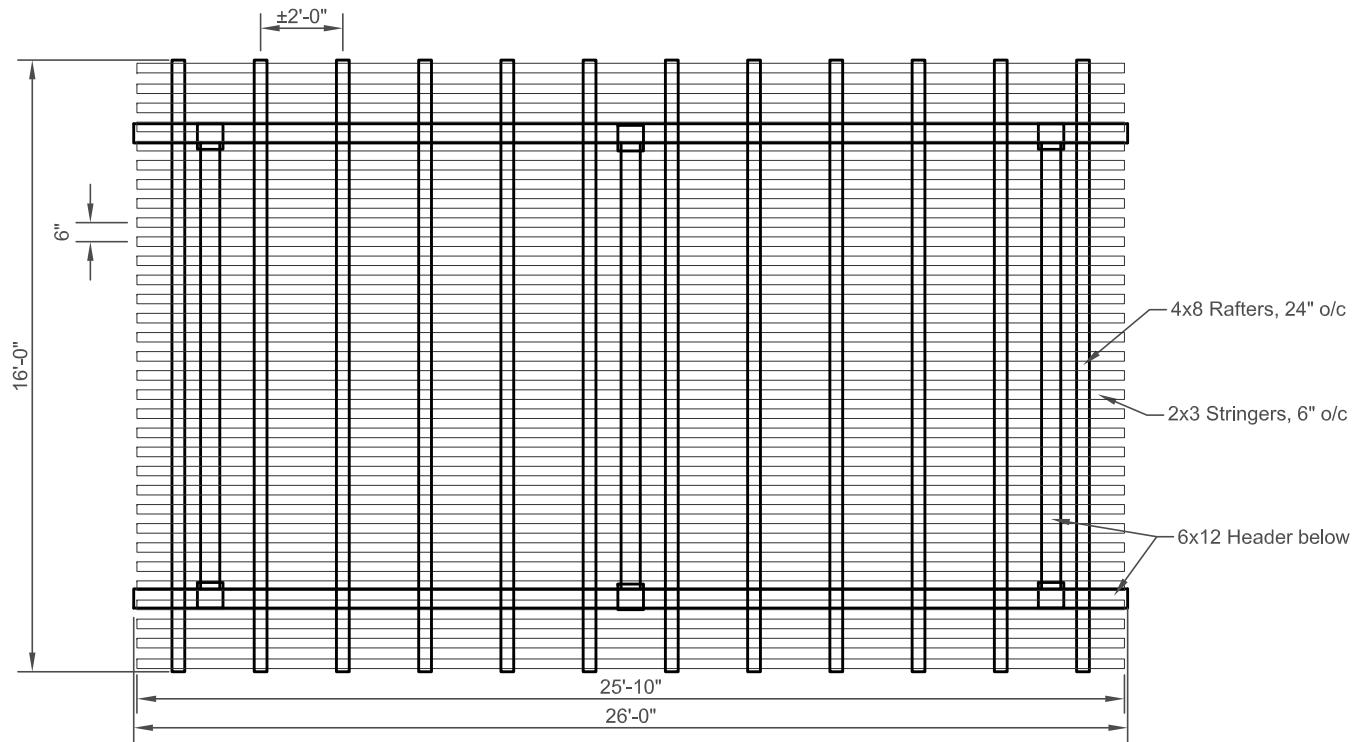 ±2'-0"
6"
16'-0"
4x8 Rafters, 24" o/c
2x3 Stringers, 6" o/c
6x12 Header below
25'-10"
26'-0"